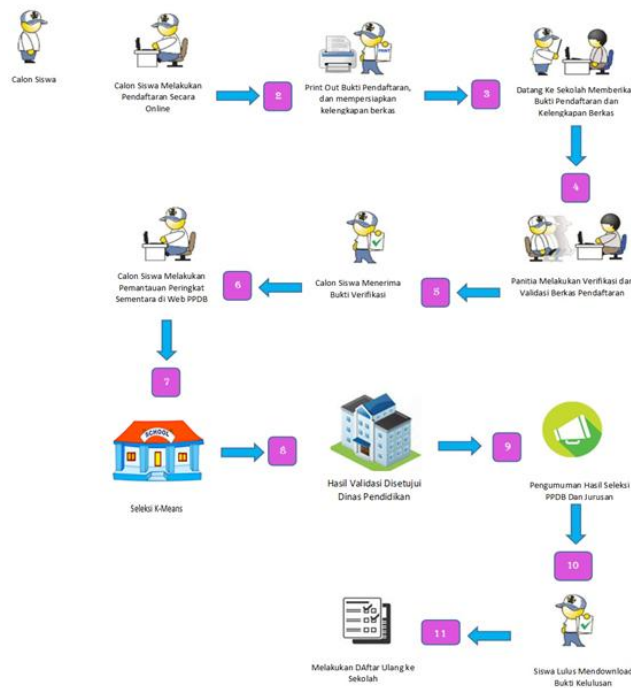 Calon Siswa
Calon Siswa Melakukan
Pendaftaran Secara
Online
2
PRINT
Print Out Bukti Pendaftaran,
dan mempersiapkan
kelengkapan berkas
3
Datang Ke Sekolah Memberika
Bukti Pendaftaran dan
Kelengkapan Berkas
4
Calon Siswa Melakukan
Pemantauan Peringkat
Sementara di Web PPDB
6
Calon Siswa Menerima
Bukti Verifikasi
5
Panitia Melakukan Verifikasi dan
Validasi Berkas Pendaftaran
7
SCHOOL
Seleksi K-Means
8
Hasil Validasi Disetujui
Dinas Pendidikan
9
Pengumuman Hasil Seleksi
PPDB Dan Jurusan
10
Melakukan DAftar Ulang ke
Sekolah
11
Siswa Lulus Mendownload
Bukti Kelulusan